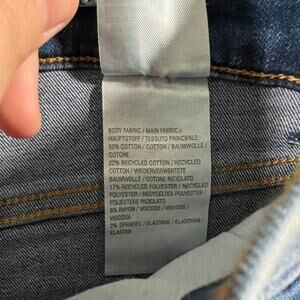 BODY FABRIC / MAIN FABRIC /
HAUPTSTOFF / TESSUTO PRINCIPALE:
50% COTTON / COTTON / BAUMWOLLE /
COTONE
22% RECYCLED COTTON / RECYCLED
COTTON / WIEDERVERWERTETE
BAUMWOLLE / COTONE RICICLATO
17% RECYCLED POLYESTER / RECYCLED
POLYESTER / RECYCELTES POLYESTER /
POLIESTERE RICICLATO
9% RAYON / VISCOSE / VISKOSE /
VISCOSA
2% SPANDEX / ELASTANE / ELASTHAN /
ELASTAN